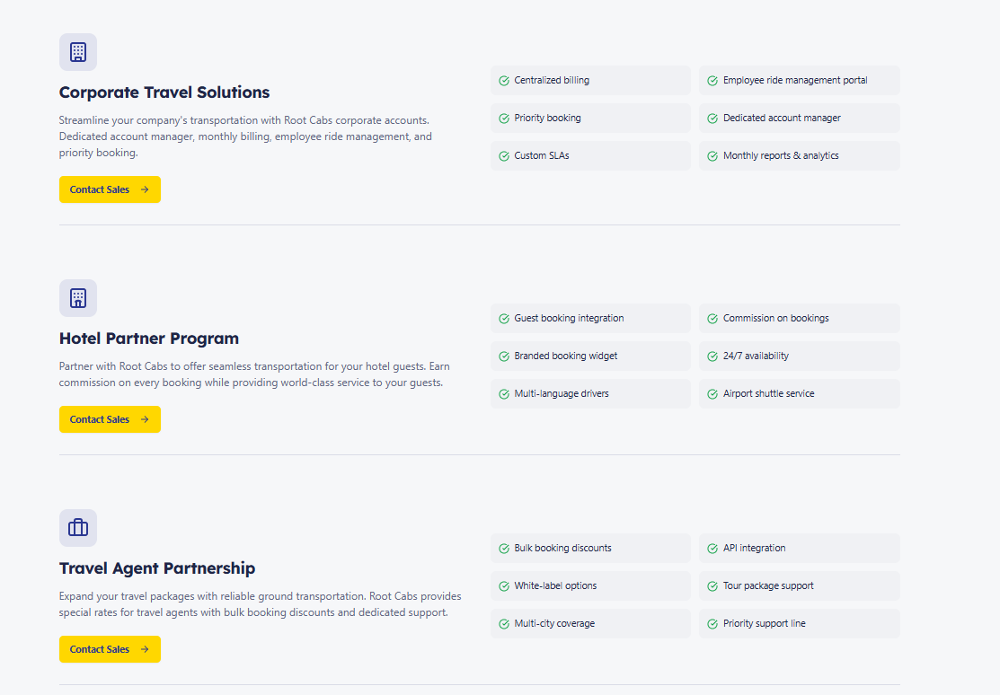 Corporate Travel Solutions
Streamline your company's transportation with Root Cabs corporate accounts.
Dedicated account manager, monthly billing, employee ride management, and
priority booking.
Contact Sales
Centralized billing
Employee ride management portal
Priority booking
Dedicated account manager
Custom SLAs
Monthly reports & analytics
Hotel Partner Program
Partner with Root Cabs to offer seamless transportation for your hotel guests. Earn
commission on every booking while providing world-class service to your guests.
Contact Sales
Guest booking integration
Commission on bookings
Branded booking widget
24/7 availability
Multi-language drivers
Airport shuttle service
Travel Agent Partnership
Expand your travel packages with reliable ground transportation. Root Cabs provides
special rates for travel agents with bulk booking discounts and dedicated support.
Contact Sales
Bulk booking discounts
API integration
White-label options
Tour package support
Multi-city coverage
Priority support line